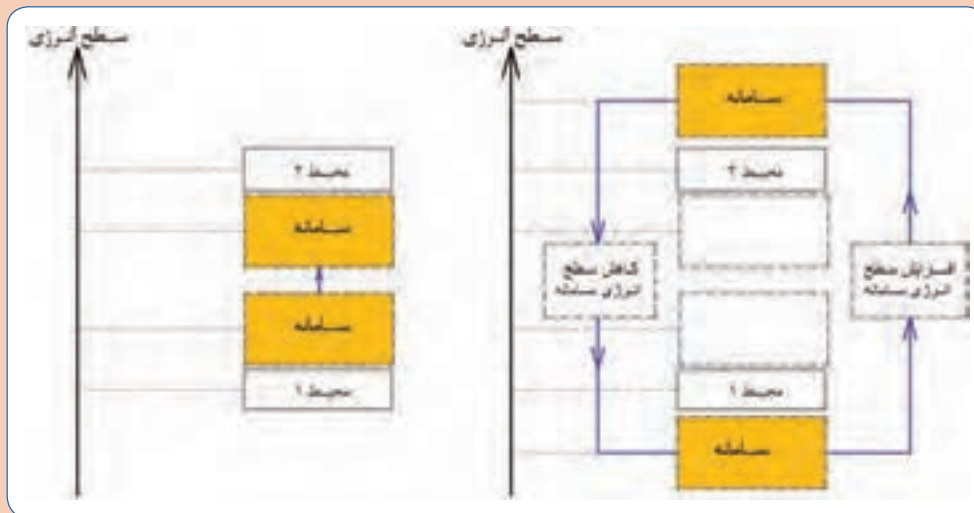 سطح انرژی
محیط ۲
سامانه
سامانه
محیط ۱
سطح انرژی
سامانه
محیط ۲
کاهش سطح
انرژی سامانه
افزایش سطح
انرژی سامانه
محیط ۱
سامانه